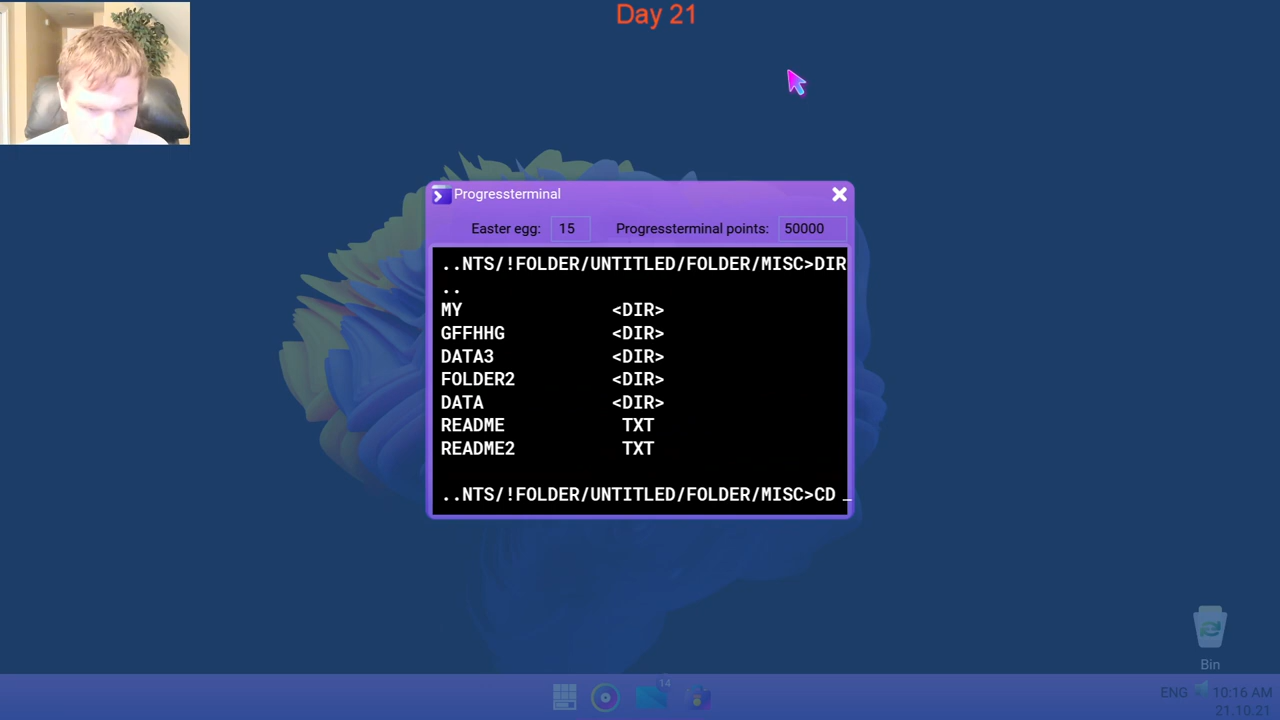 Day 21
Progressterminal
Easter egg: 15 Progressterminal points: 50000
..NTS/!FOLDER/UNTITLED/FOLDER/MISC>DIR
..
MY <DIR>
GFFHHG <DIR>
DATA3 <DIR>
FOLDER2 <DIR>
DATA <DIR>
README TXT
README2 TXT
..NTS/!FOLDER/UNTITLED/FOLDER/MISC>CD _
Bin
14
ENG 10:16 AM
21.10.21